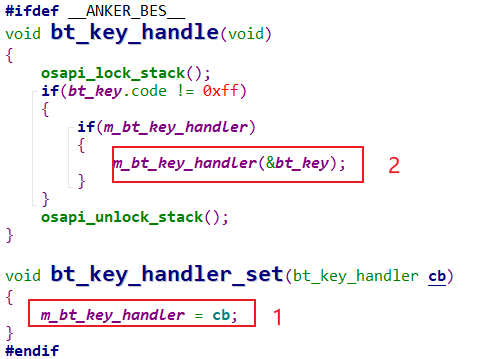 #ifdef __ANKER_BES__
void bt_key_handle(void)
{
    osapi_lock_stack();
    if(bt_key.code != 0xff)
    {
        if(m_bt_key_handler)
        {
            m_bt_key_handler(&bt_key); 2
        }
    }
    osapi_unlock_stack();
}
void bt_key_handler_set(bt_key_handler cb)
{
    m_bt_key_handler = cb; 1
}
#endif